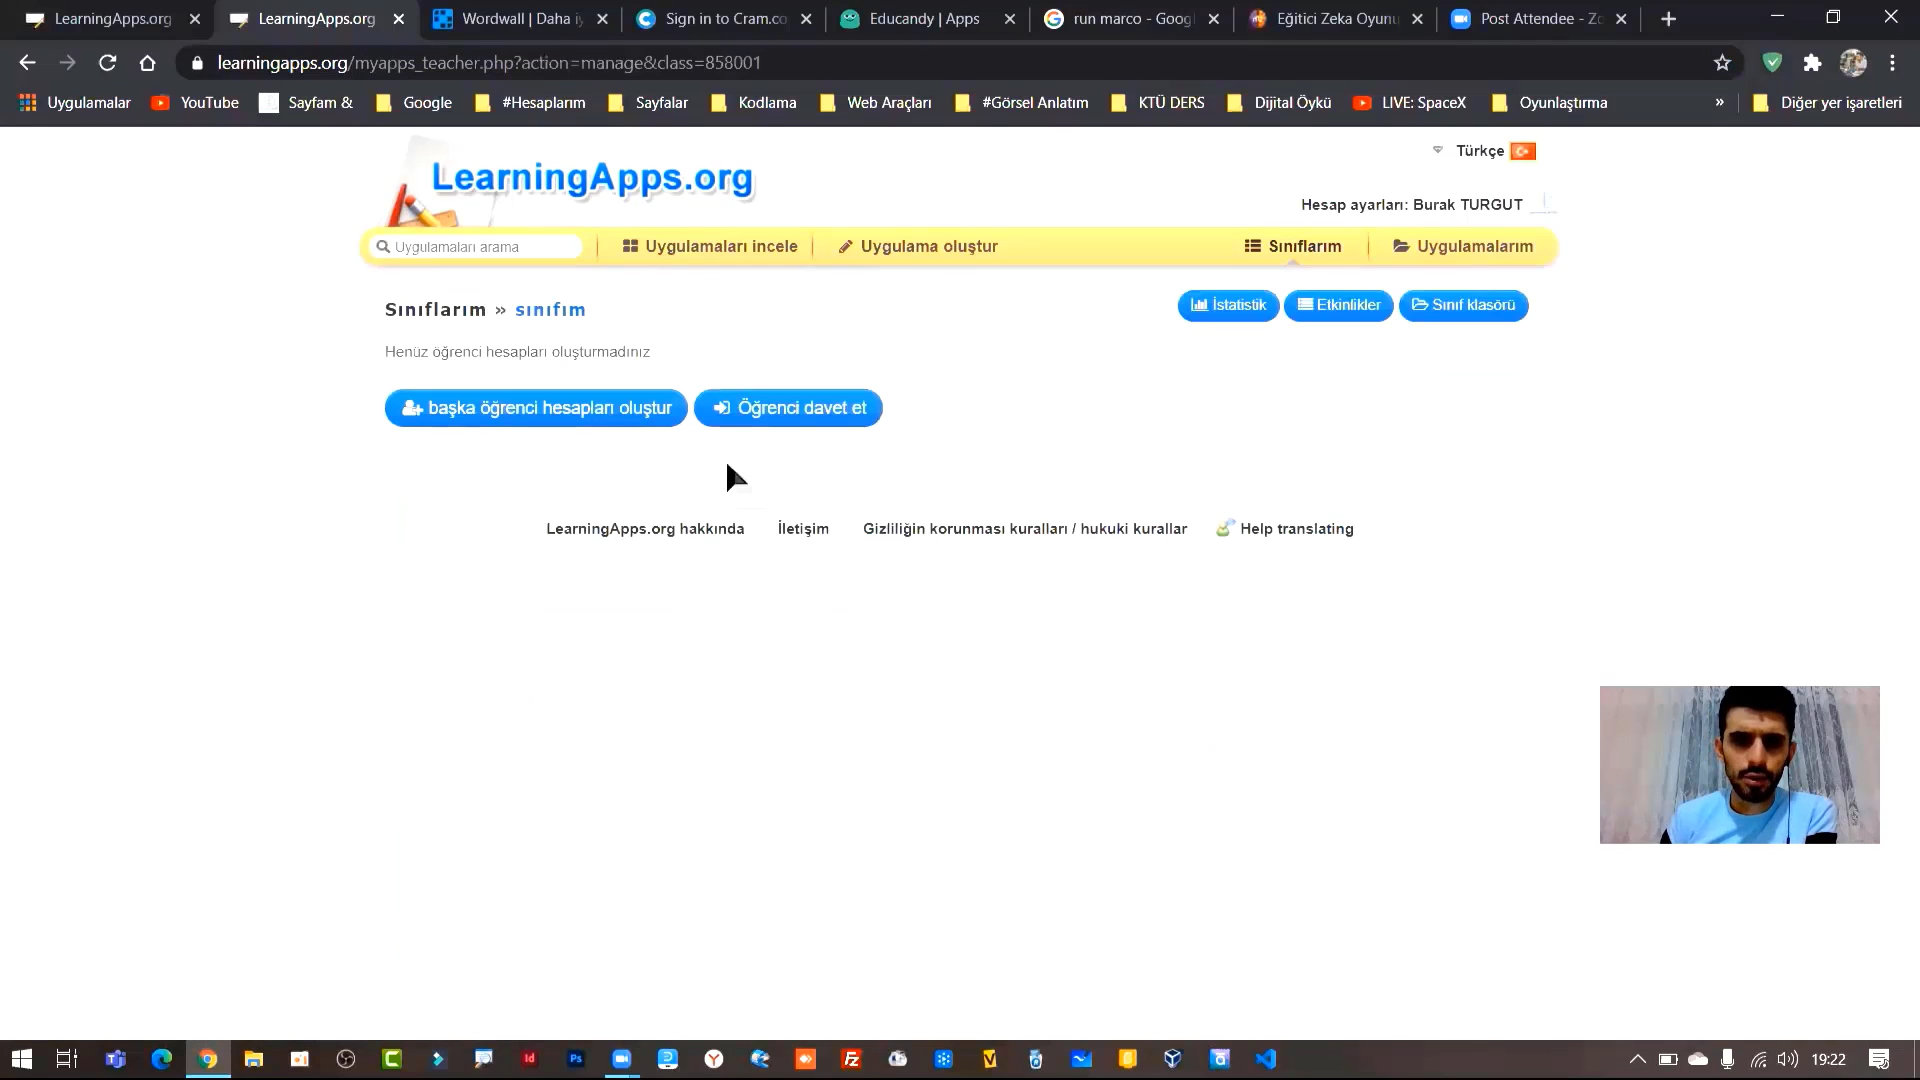 LearningApps.org
LearningApps.org
Wordwall | Daha iy
Sign in to Cram.co
Educandy | Apps
run marco - Googl
Eğitici Zeka Oyunu
Post Attendee - Zo
learningapps.org/myapps_teacher.php?action=manage&class=858001
Uygulamalar
YouTube
Sayfam &
Google
#Hesaplarım
Sayfalar
Kodlama
Web Araçları
#Görsel Anlatım
KTÜ DERS
Dijital Öykü
LIVE: SpaceX
Oyunlaştırma
»
Diğer yer işaretleri
LearningApps.org
Türkçe
Hesap ayarları: Burak TURGUT
Uygulamaları arama
Uygulamaları incele
Uygulama oluştur
Sınıflarım
Uygulamalarım
Sınıflarım » sınıfım
İstatistik
Etkinlikler
Sınıf klasörü
Henüz öğrenci hesapları oluşturmadınız
başka öğrenci hesapları oluştur
Öğrenci davet et
LearningApps.org hakkında
İletişim
Gizliliğin korunması kuralları / hukuki kurallar
Help translating
19:22